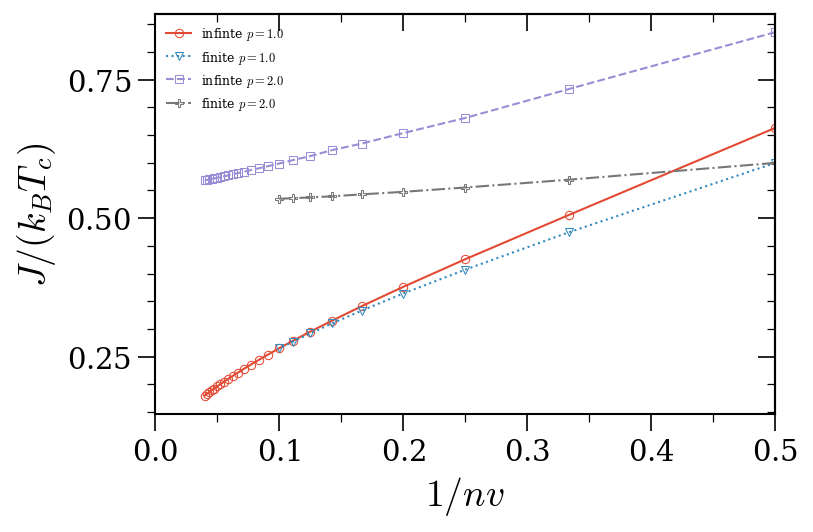 infinte p = 1.0
finite p = 1.0
infinte p = 2.0
finite p = 2.0
0.75
0.50
0.25
J/(k_B T_c)
0.0 0.1 0.2 0.3 0.4 0.5
1/nv